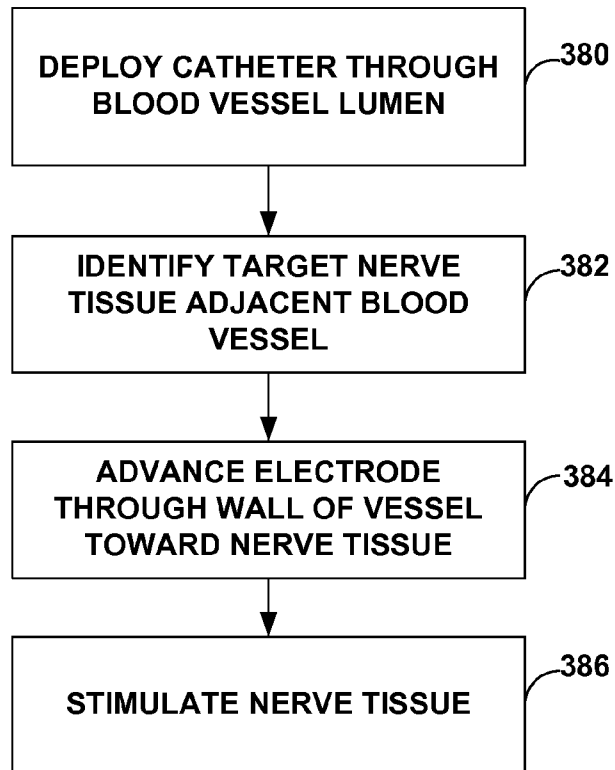 DEPLOY CATHETER THROUGH
BLOOD VESSEL LUMEN
380
IDENTIFY TARGET NERVE
TISSUE ADJACENT BLOOD
VESSEL
382
ADVANCE ELECTRODE
THROUGH WALL OF VESSEL
TOWARD NERVE TISSUE
384
STIMULATE NERVE TISSUE
386